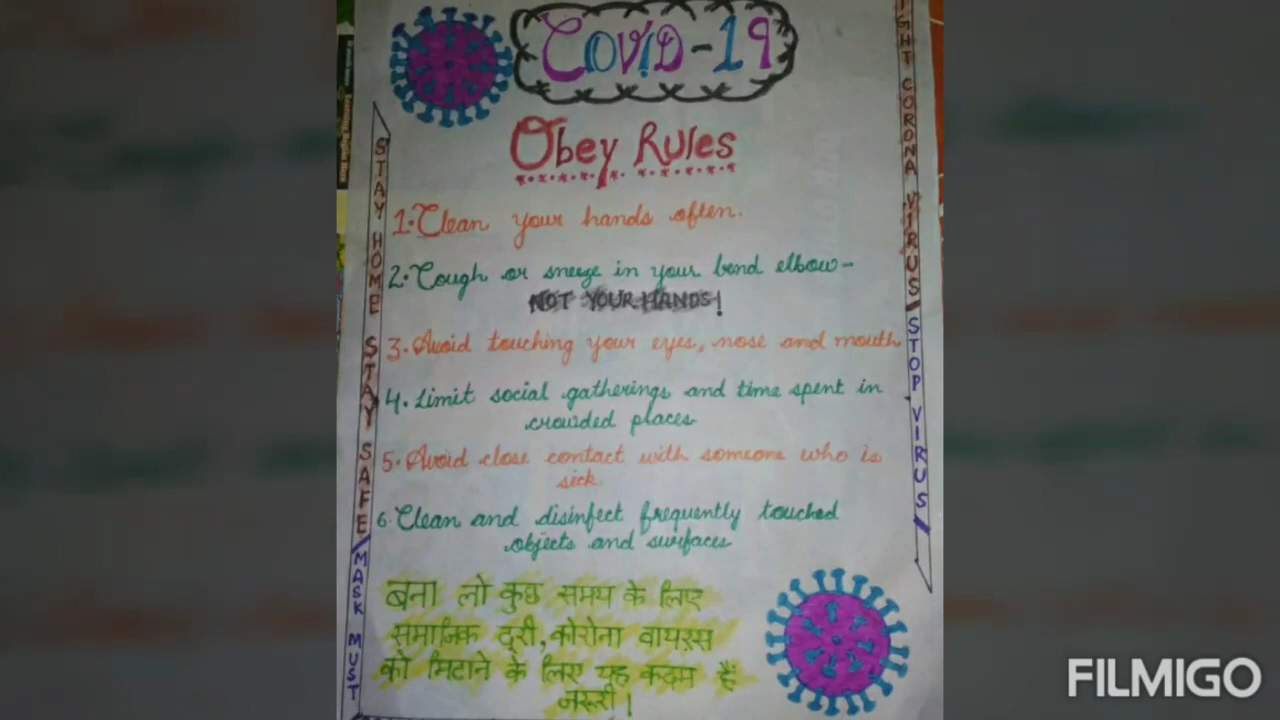 COVID-19
Obey Rules
1. Clean your hands often.
2. Cough or sneeze in your bend elbow-
NOT YOUR HANDS!
3. Avoid touching your eyes, nose and mouth
4. Limit social gatherings and time spent in
crowded places
5. Avoid close contact with someone who is
sick.
6. Clean and disinfect frequently touched
objects and surfaces
बना लो कुछ समय के लिए
समाजिक दूरी, कोरोना वायरस
को मिटाने के लिए यह कदम हैं
जरूरी!
STAY HOME STAY SAFE / MASK MUST
IGHT CORONA VIRUS / STOP VIRUS /
FILMIGO